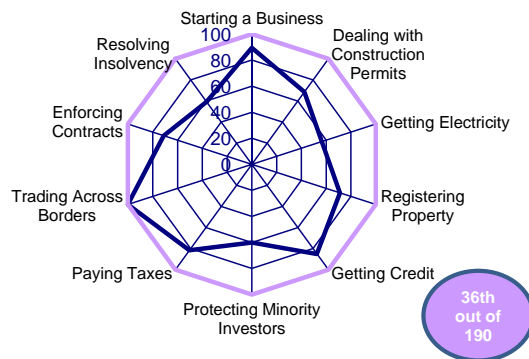 Starting a Business
Dealing with
Construction
Permits
Getting Electricity
Registering
Property
Getting Credit
Protecting Minority
Investors
Paying Taxes
Trading Across
Borders
Enforcing
Contracts
Resolving
Insolvency
100
80
60
40
20
0
36th
out of
190